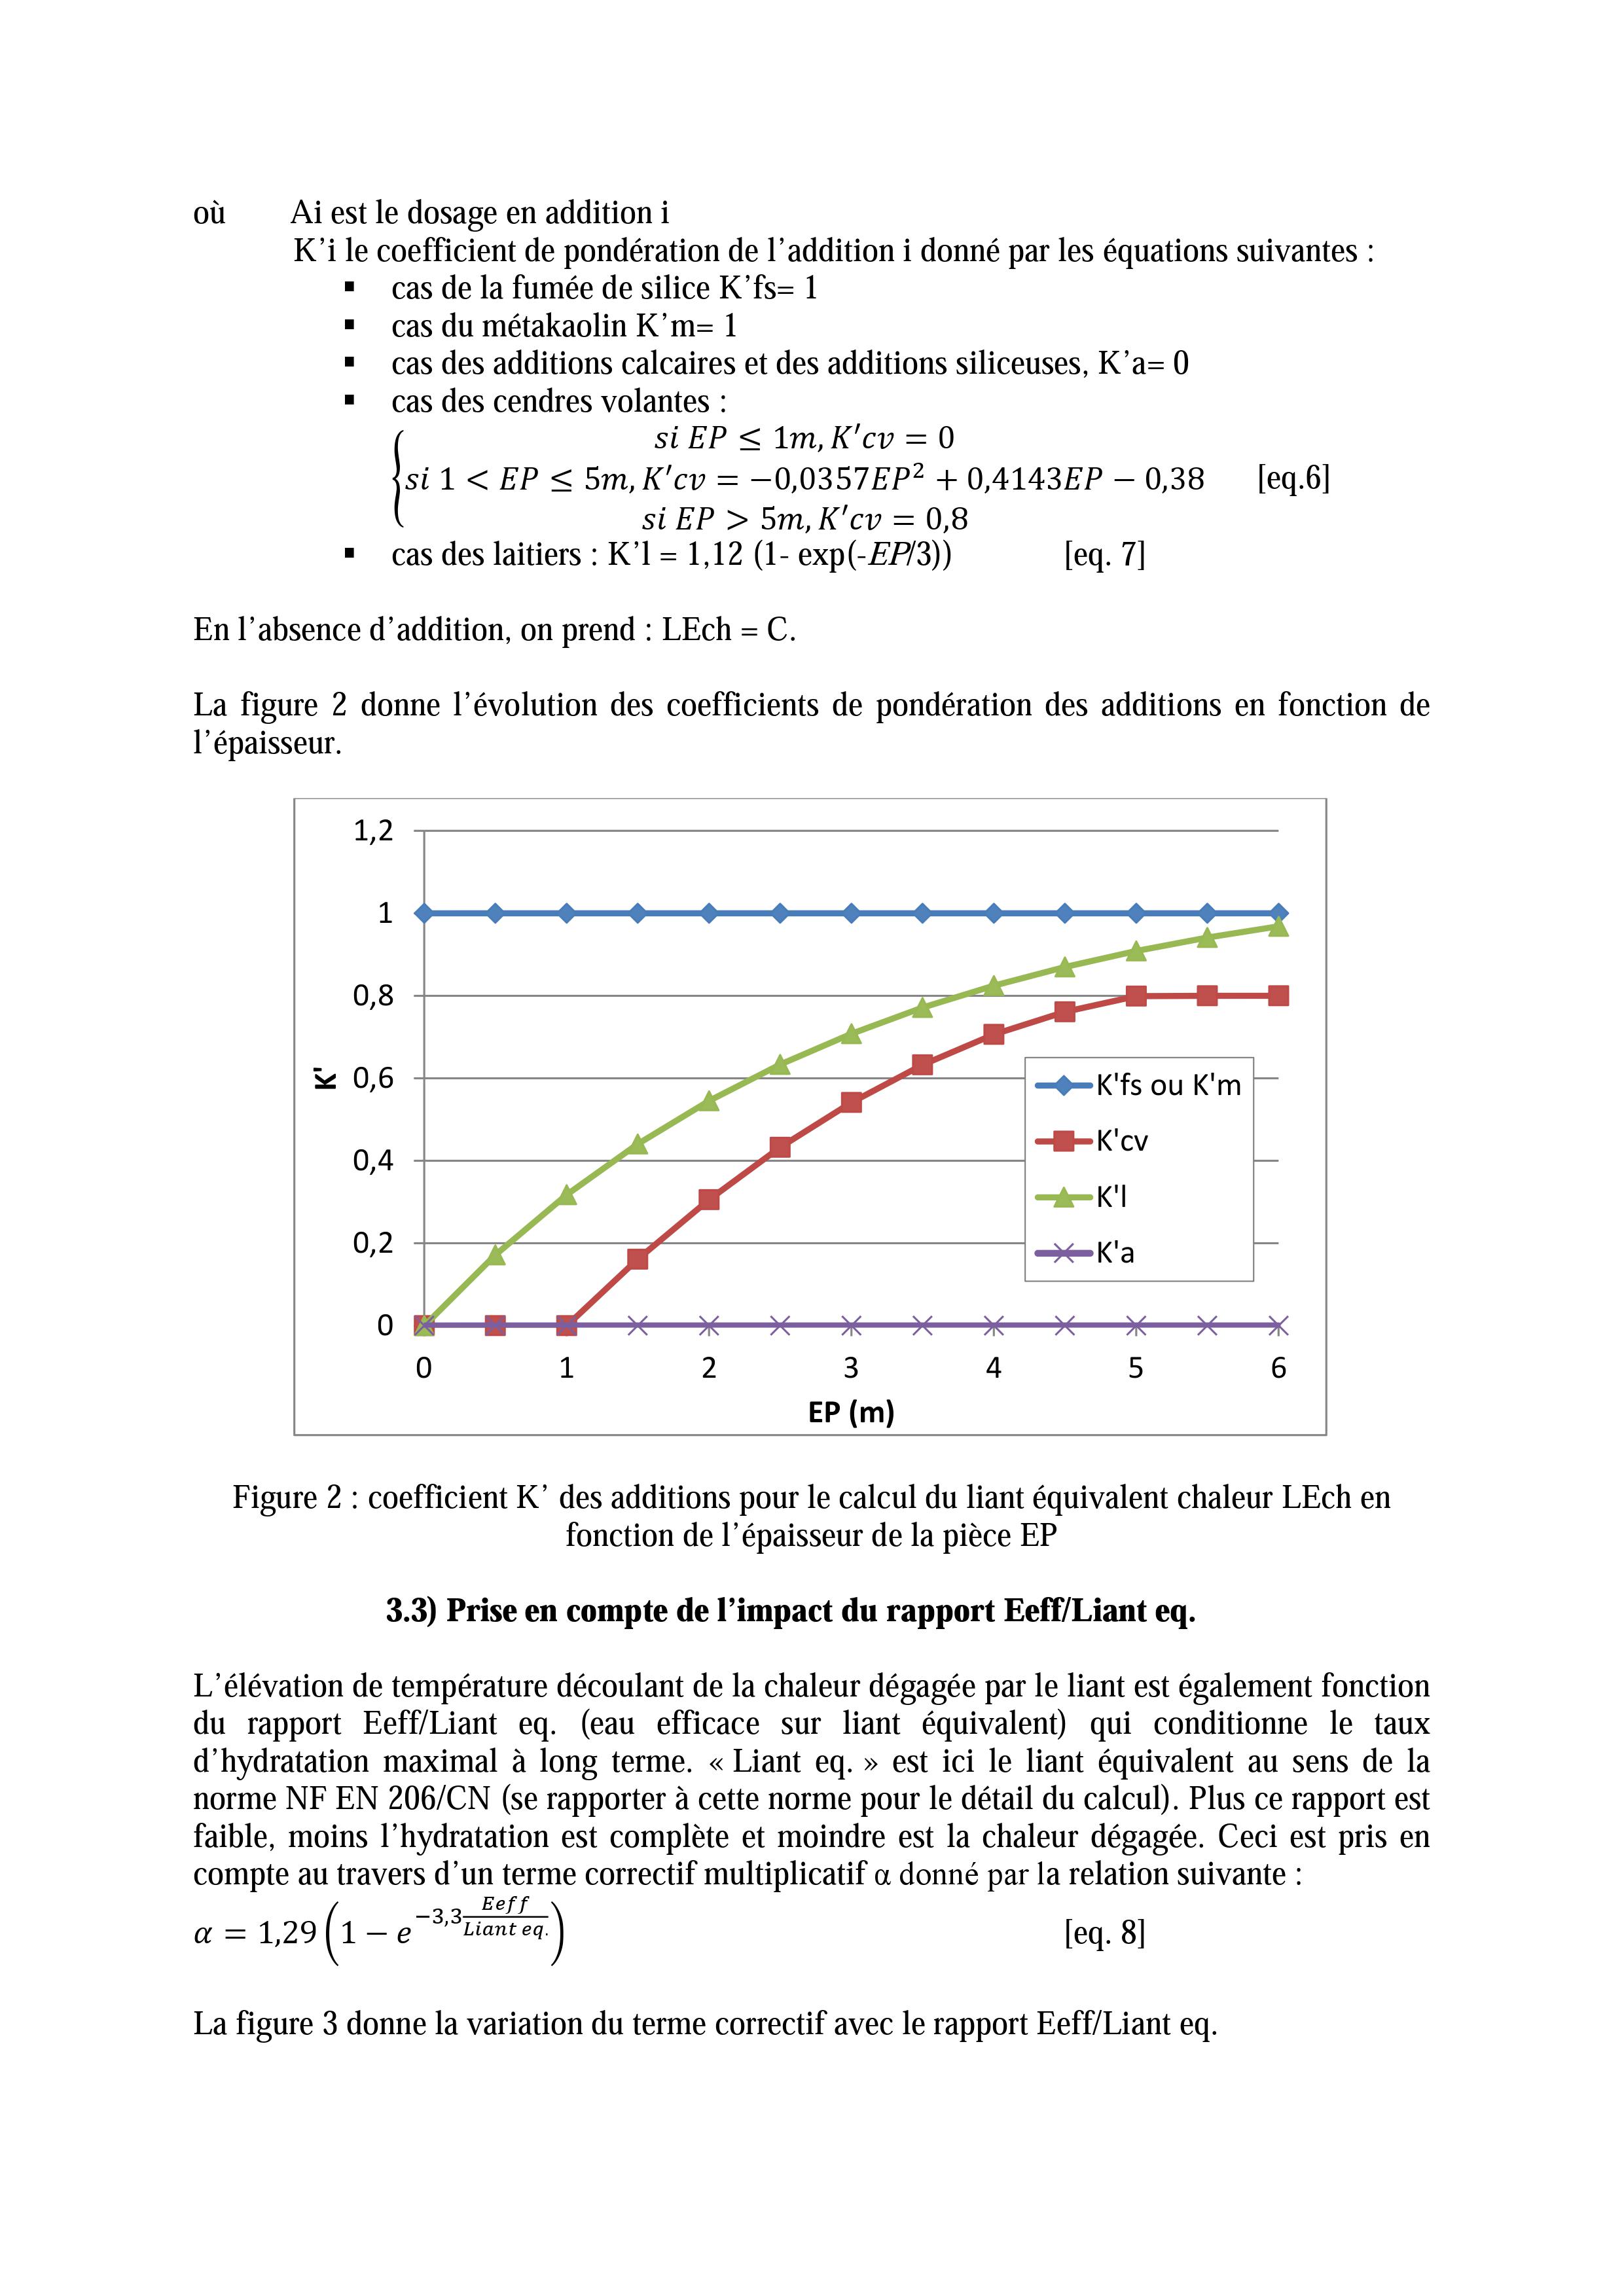 où Ai est le dosage en addition i
K’i le coefficient de pondération de l’addition i donné par les équations suivantes :
▪ cas de la fumée de silice K’fs= 1
▪ cas du métakaolin K’m= 1
▪ cas des additions calcaires et des additions siliceuses, K’a= 0
▪ cas des cendres volantes :
si EP ≤ 1m, K′cv = 0
si 1 < EP ≤ 5m, K′cv = −0,0357EP² + 0,4143EP − 0,38 [eq.6]
si EP > 5m, K′cv = 0,8
▪ cas des laitiers : K’l = 1,12 (1- exp(-EP/3)) [eq. 7]
En l’absence d’addition, on prend : LEch = C.
La figure 2 donne l’évolution des coefficients de pondération des additions en fonction de
l’épaisseur.
1,2
1
0,8
0,6
0,4
0,2
0
K'
0 1 2 3 4 5 6
EP (m)
K'fs ou K'm
K'cv
K'l
K'a
Figure 2 : coefficient K’ des additions pour le calcul du liant équivalent chaleur LEch en
fonction de l’épaisseur de la pièce EP
3.3) Prise en compte de l’impact du rapport Eeff/Liant eq.
L’élévation de température découlant de la chaleur dégagée par le liant est également fonction
du rapport Eeff/Liant eq. (eau efficace sur liant équivalent) qui conditionne le taux
d’hydratation maximal à long terme. « Liant eq. » est ici le liant équivalent au sens de la
norme NF EN 206/CN (se rapporter à cette norme pour le détail du calcul). Plus ce rapport est
faible, moins l’hydratation est complète et moindre est la chaleur dégagée. Ceci est pris en
compte au travers d’un terme correctif multiplicatif α donné par la relation suivante :
α = 1,29 (1 − e^(−3,3 Eeff/Liant eq.)) [eq. 8]
La figure 3 donne la variation du terme correctif avec le rapport Eeff/Liant eq.